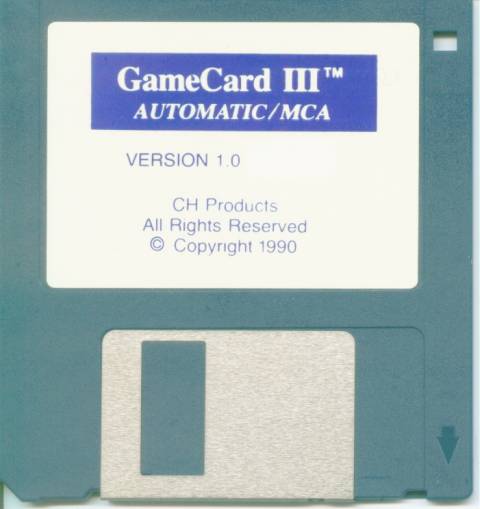 GameCard III™
AUTOMATIC/MCA
VERSION 1.0
CH Products
All Rights Reserved
© Copyright 1990